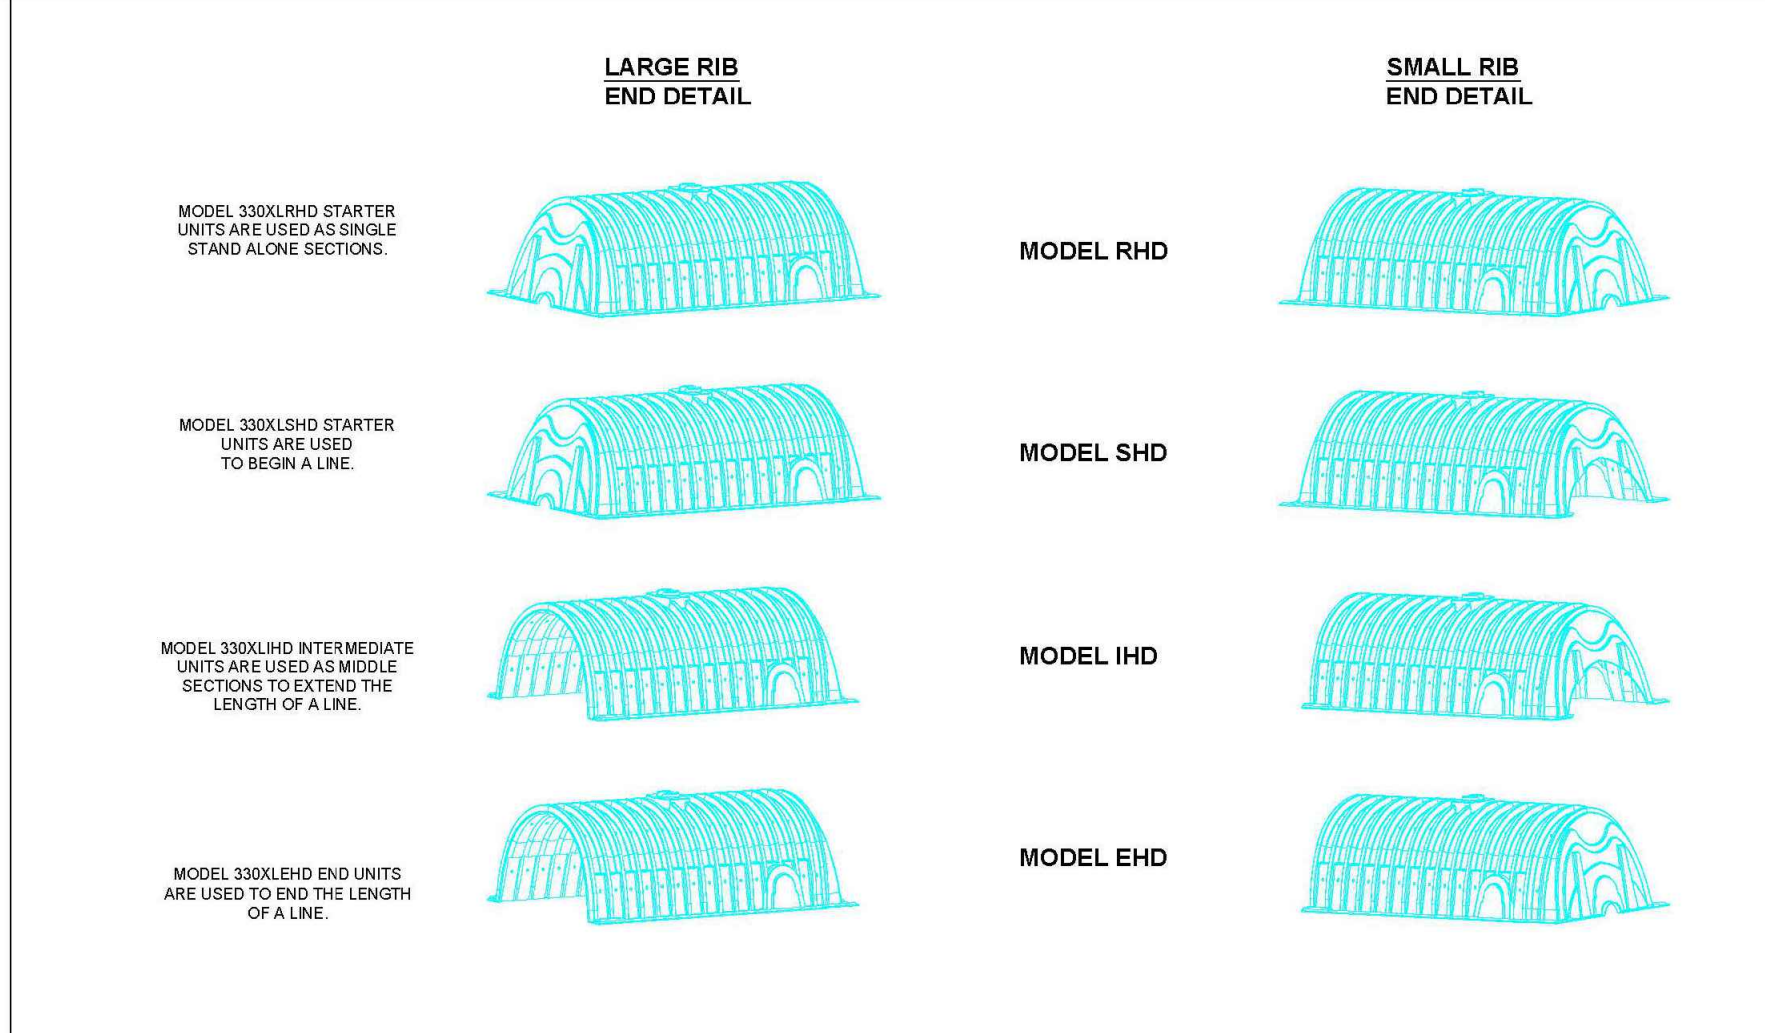 LARGE RIB
END DETAIL
SMALL RIB
END DETAIL
MODEL 330XLRHD STARTER
UNITS ARE USED AS SINGLE
STAND ALONE SECTIONS.
MODEL RHD
MODEL 330XLSHD STARTER
UNITS ARE USED
TO BEGIN A LINE.
MODEL SHD
MODEL 330XLIHD INTERMEDIATE
UNITS ARE USED AS MIDDLE
SECTIONS TO EXTEND THE
LENGTH OF A LINE.
MODEL IHD
MODEL 330XLEHD END UNITS
ARE USED TO END THE LENGTH
OF A LINE.
MODEL EHD